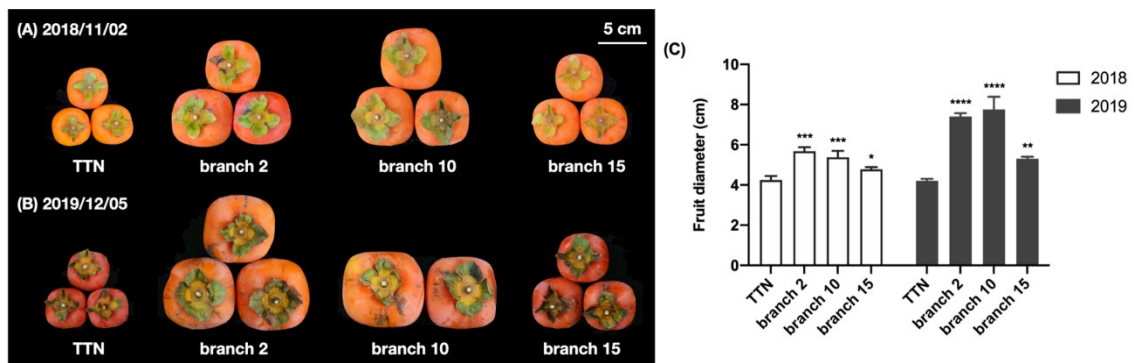 (A) 2018/11/02
5 cm
TTN
branch 2
branch 10
branch 15
(B) 2019/12/05
TTN
branch 2
branch 10
branch 15
(C)
Fruit diameter (cm)
10
8
6
4
2
0
***
***
*
****
****
**
TTN
branch 2
branch 10
branch 15
TTN
branch 2
branch 10
branch 15
2018
2019